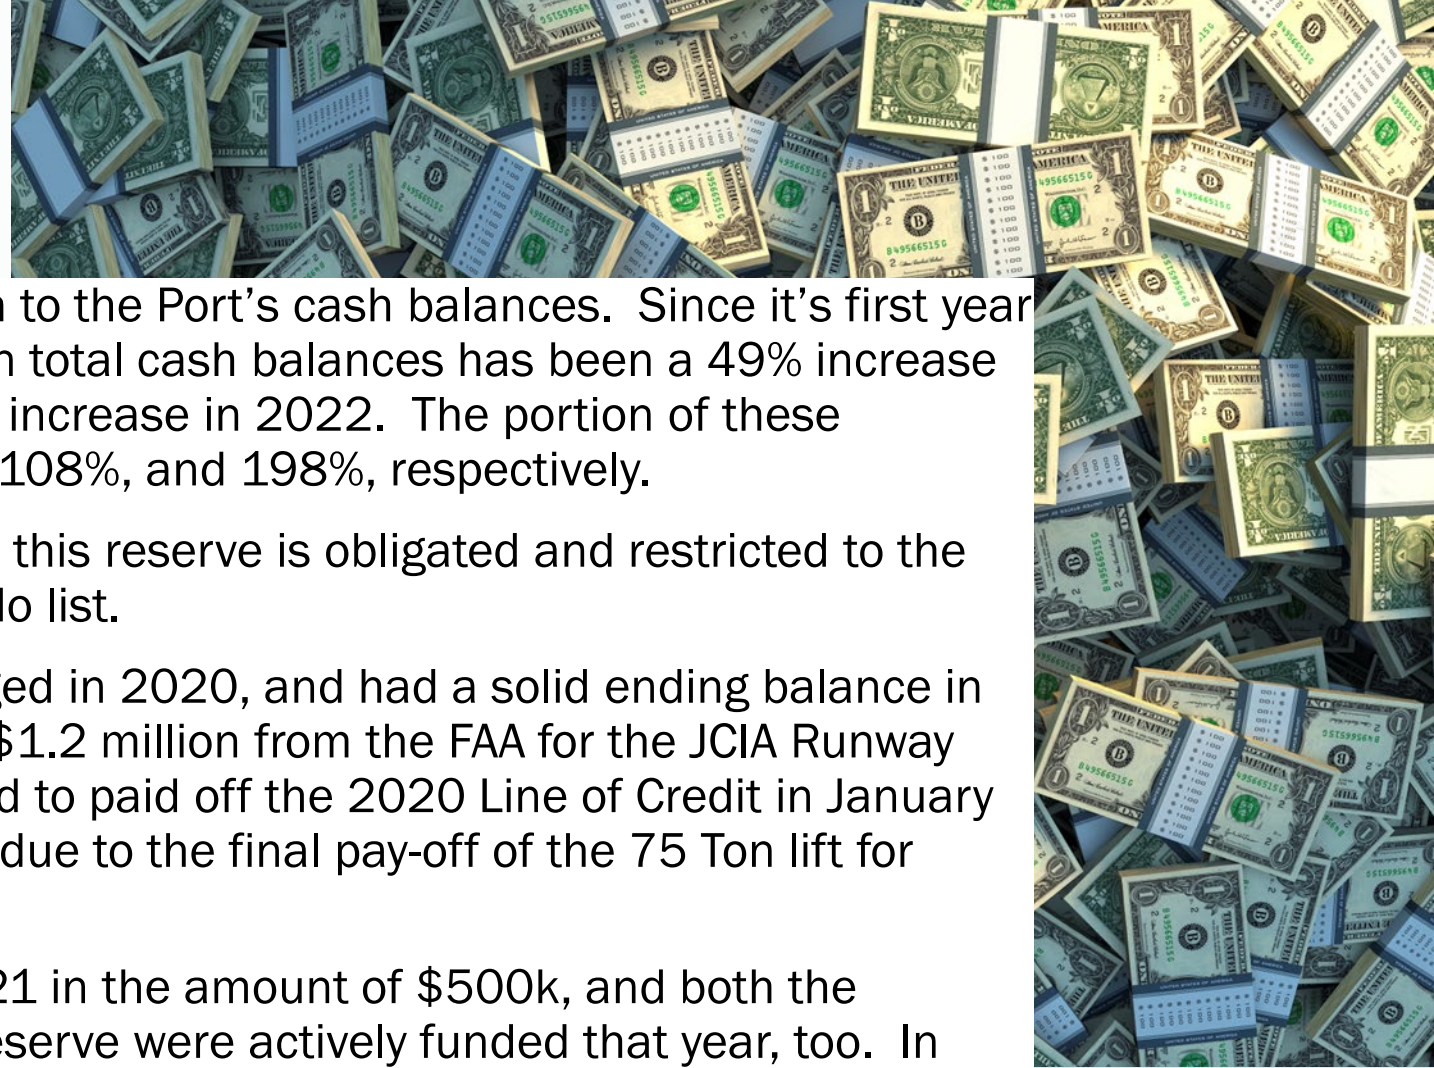 to the Port’s cash balances.  Since it’s first year
total cash balances has been a 49% increase
increase in 2022.  The portion of these
108%, and 198%, respectively.
this reserve is obligated and restricted to the
list.
in 2020, and had a solid ending balance in
$1.2 million from the FAA for the JCIA Runway
to paid off the 2020 Line of Credit in January
due to the final pay-off of the 75 Ton lift for
21 in the amount of $500k, and both the
were actively funded that year, too.  In